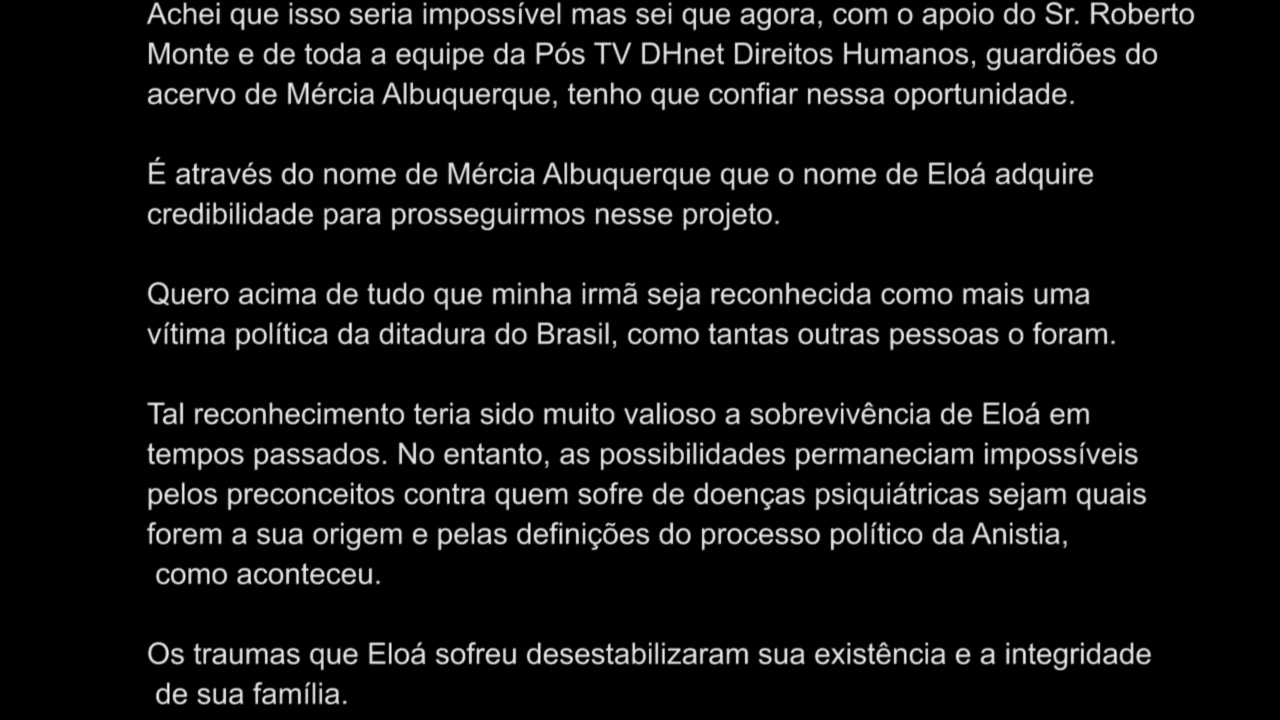 Achei que isso seria impossível mas sei que agora, com o apoio do Sr. Roberto
Monte e de toda a equipe da Pós TV DHnet Direitos Humanos, guardiões do
acervo de Mércia Albuquerque, tenho que confiar nessa oportunidade.
É através do nome de Mércia Albuquerque que o nome de Eloá adquire
credibilidade para prosseguirmos nesse projeto.
Quero acima de tudo que minha irmã seja reconhecida como mais uma
vítima política da ditadura do Brasil, como tantas outras pessoas o foram.
Tal reconhecimento teria sido muito valioso a sobrevivência de Eloá em
tempos passados. No entanto, as possibilidades permaneciam impossíveis
pelos preconceitos contra quem sofre de doenças psiquiátricas sejam quais
forem a sua origem e pelas definições do processo político da Anistia,
como aconteceu.
Os traumas que Eloá sofreu desestabilizaram sua existência e a integridade
de sua família.